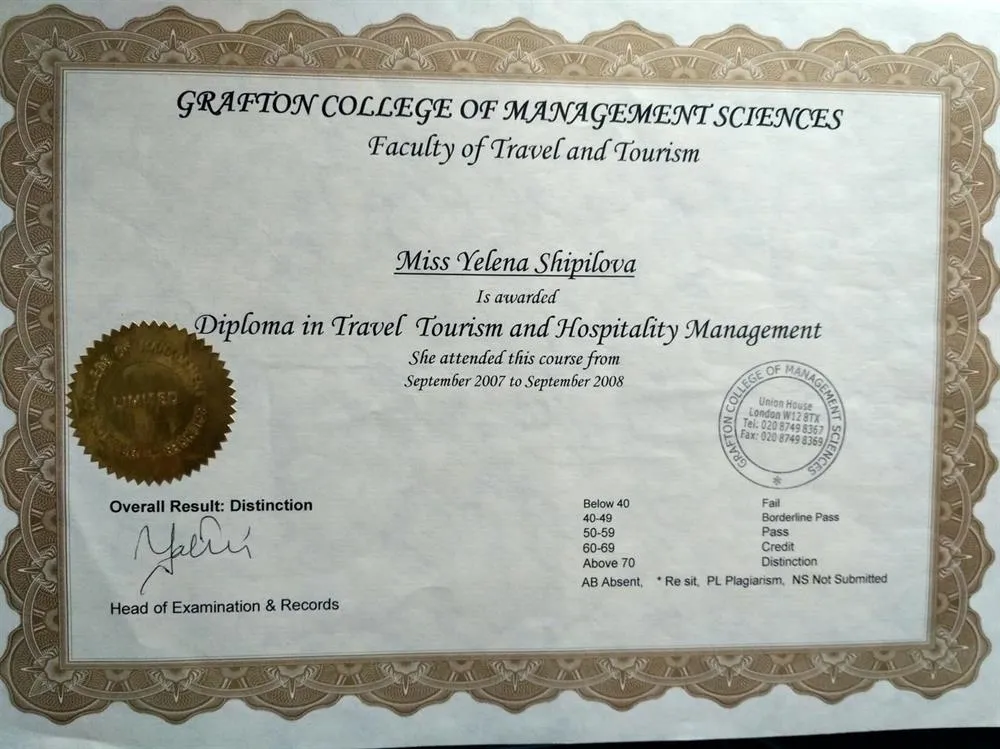 GRAFTON COLLEGE OF MANAGEMENT SCIENCES
Faculty of Travel and Tourism
Miss Yelena Shipilova
Is awarded
Diploma in Travel Tourism and Hospitality Management
She attended this course from
September 2007 to September 2008
LIMITED
GRAFTON COLLEGE OF MANAGEMENT SCIENCES
Union House
London W12 8TX
Tel: 020 8749 8367
Fax: 020 8749 8369
*
Overall Result: Distinction
Head of Examination & Records
Below 40 Fail
40-49 Borderline Pass
50-59 Pass
60-69 Credit
Above 70 Distinction
AB Absent, * Re sit, PL Plagiarism, NS Not Submitted